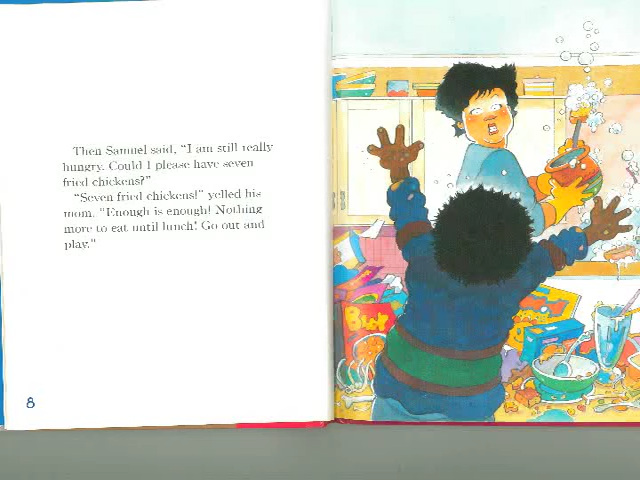 Then Samuel said, "I am still really
hungry. Could I please have seven
fried chickens?"
"Seven fried chickens!" yelled his
mom. "Enough is enough! Nothing
more to eat until lunch! Go out and
play."
8